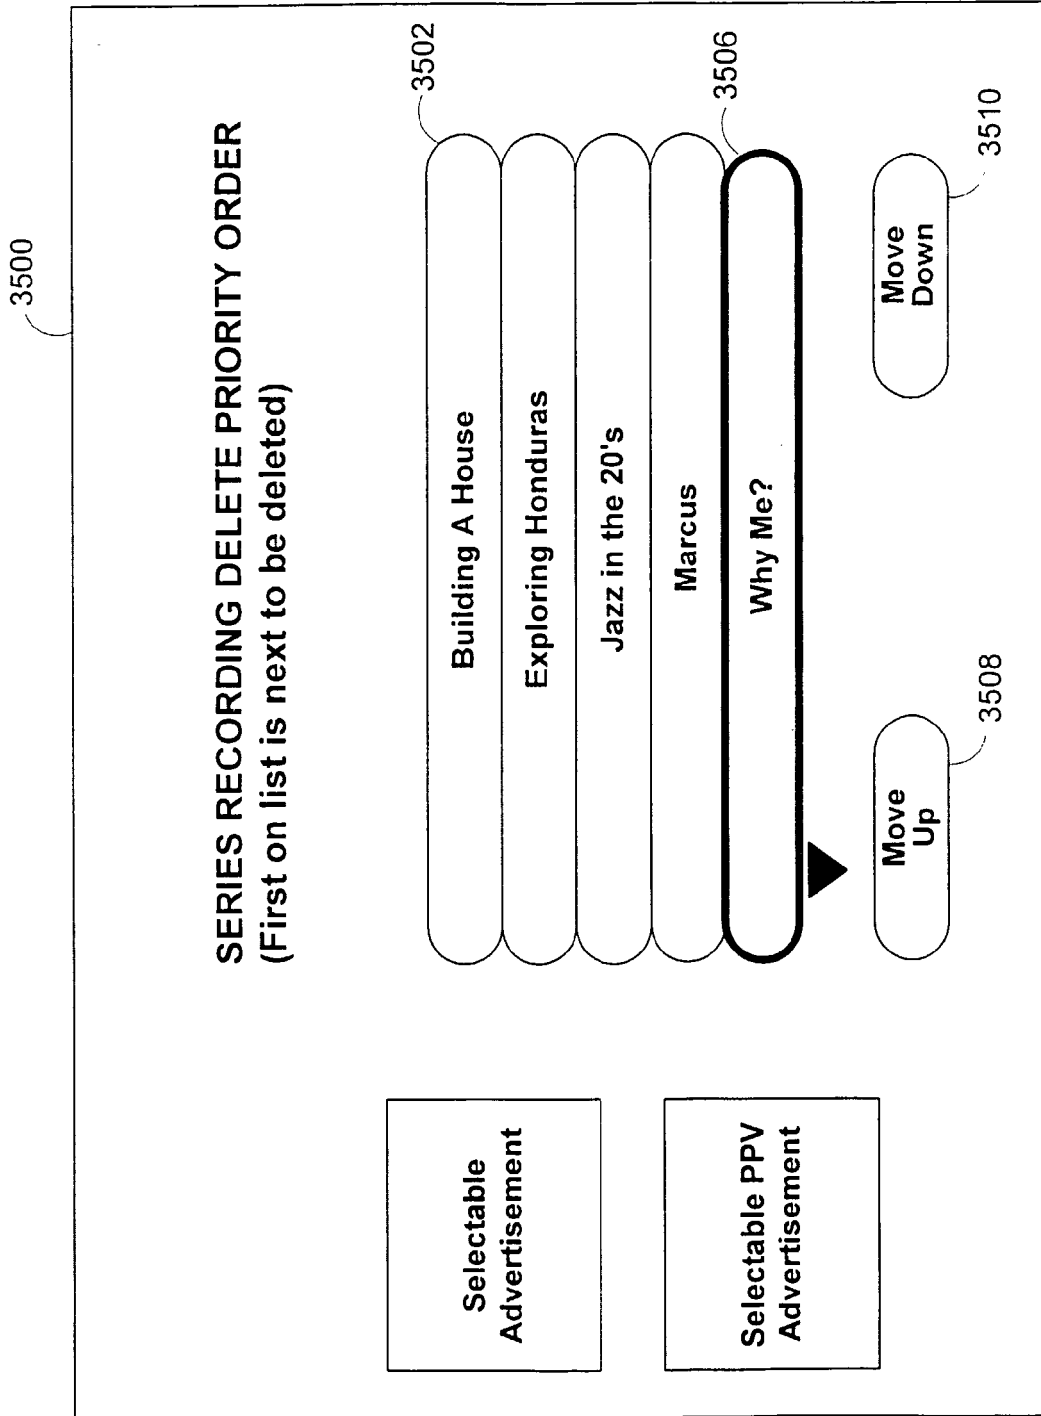 3500
SERIES RECORDING DELETE PRIORITY ORDER
(First on list is next to be deleted)
Selectable
Advertisement
Selectable PPV
Advertisement
3502
Building A House
Exploring Honduras
Jazz in the 20's
Marcus
Why Me?
3506
Move
Up
3508
Move
Down
3510